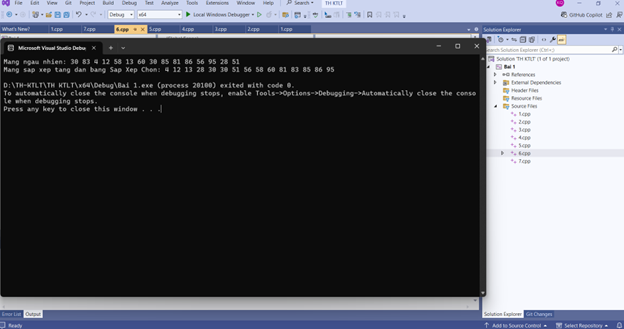 File Edit View Git Project Build Debug Test Analyze Tools Extensions Window Help Search TH KTLT
Debug x64 Local Windows Debugger GitHub Copilot
What's New? 1.cpp 7.cpp 6.cpp 5.cpp 4.cpp 3.cpp 2.cpp 1.cpp
Microsoft Visual Studio Debu
Mang ngau nhien: 30 83 4 12 58 13 60 30 85 81 86 56 95 28 51
Mang sap xep tang dan bang Sap Xep Chon: 4 12 13 28 30 30 51 56 58 60 81 83 85 86 95
D:\TH-KTLT\TH KTLT\x64\Debug\Bai 1.exe (process 20100) exited with code 0.
To automatically close the console when debugging stops, enable Tools->Options->Debugging->Automatically close the conso
le when debugging stops.
Press any key to close this window . . .
Solution Explorer
Search Solution Explorer (Ctrl+;)
Solution 'TH KTLT' (1 of 1 project)
Bai 1
References
External Dependencies
Header Files
Resource Files
Source Files
1.cpp
2.cpp
3.cpp
4.cpp
5.cpp
6.cpp
7.cpp
Error List Output
Solution Explorer Git Changes
Ready Add to Source Control Select Repository